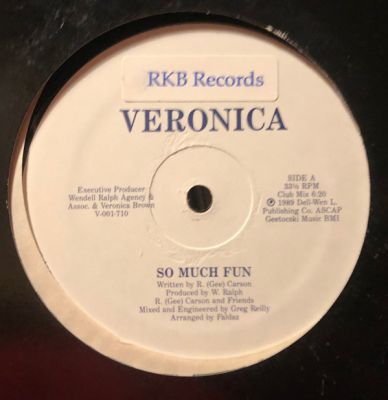 RKB Records
VERONICA
Executive Producer
Wendell Ralph Agency &
Assoc. & Veronica Brown
V-001-710
SIDE A
33⅓ RPM
Club Mix 6:20
℗ 1989 Dell-Wen L.
Publishing Co. ASCAP
Geetocski Music BMI
SO MUCH FUN
Written by R. (Gee) Carson
Produced by W. Ralph
R. (Gee) Carson and Friends
Mixed and Engineered by Greg Reilly
Arranged by Faldaz